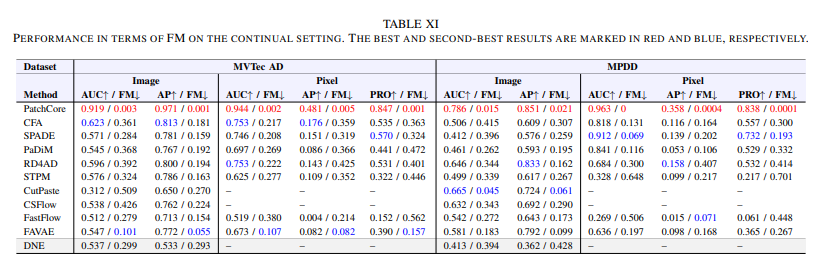 TABLE XI
PERFORMANCE IN TERMS OF FM ON THE CONTINUAL SETTING. THE BEST AND SECOND-BEST RESULTS ARE MARKED IN RED AND BLUE, RESPECTIVELY.
Dataset MVTec AD MPDD
Image Pixel Image Pixel
Method AUC↑ / FM↓ AP↑ / FM↓ AUC↑ / FM↓ AP↑ / FM↓ PRO↑ / FM↓ AUC↑ / FM↓ AP↑ / FM↓ AUC↑ / FM↓ AP↑ / FM↓ PRO↑ / FM↓
PatchCore 0.919 / 0.003 0.971 / 0.001 0.944 / 0.002 0.481 / 0.005 0.847 / 0.001 0.786 / 0.015 0.851 / 0.021 0.963 / 0 0.358 / 0.0004 0.838 / 0.0001
CFA 0.623 / 0.361 0.813 / 0.181 0.753 / 0.217 0.176 / 0.359 0.535 / 0.363 0.506 / 0.415 0.609 / 0.307 0.818 / 0.131 0.116 / 0.164 0.557 / 0.300
SPADE 0.571 / 0.284 0.781 / 0.159 0.746 / 0.208 0.151 / 0.319 0.570 / 0.324 0.412 / 0.396 0.576 / 0.259 0.912 / 0.069 0.139 / 0.202 0.732 / 0.193
PaDiM 0.545 / 0.368 0.767 / 0.192 0.697 / 0.269 0.086 / 0.366 0.441 / 0.472 0.461 / 0.262 0.593 / 0.195 0.841 / 0.116 0.053 / 0.106 0.529 / 0.332
RD4AD 0.596 / 0.392 0.800 / 0.194 0.753 / 0.222 0.143 / 0.425 0.531 / 0.401 0.646 / 0.344 0.833 / 0.162 0.684 / 0.300 0.158 / 0.407 0.532 / 0.414
STPM 0.576 / 0.324 0.786 / 0.163 0.625 / 0.277 0.109 / 0.352 0.322 / 0.446 0.499 / 0.339 0.617 / 0.267 0.328 / 0.648 0.099 / 0.217 0.217 / 0.701
CutPaste 0.312 / 0.509 0.650 / 0.270 – – – 0.665 / 0.045 0.724 / 0.061 – – –
CSFlow 0.538 / 0.426 0.762 / 0.224 – – – 0.632 / 0.343 0.692 / 0.290 – – –
FastFlow 0.512 / 0.279 0.713 / 0.154 0.519 / 0.380 0.004 / 0.214 0.152 / 0.562 0.542 / 0.272 0.643 / 0.173 0.269 / 0.506 0.015 / 0.071 0.061 / 0.448
FAVAE 0.547 / 0.101 0.772 / 0.055 0.673 / 0.107 0.082 / 0.082 0.390 / 0.157 0.581 / 0.183 0.792 / 0.099 0.636 / 0.197 0.098 / 0.168 0.365 / 0.267
DNE 0.537 / 0.299 0.533 / 0.293 – – – 0.413 / 0.394 0.362 / 0.428 – – –